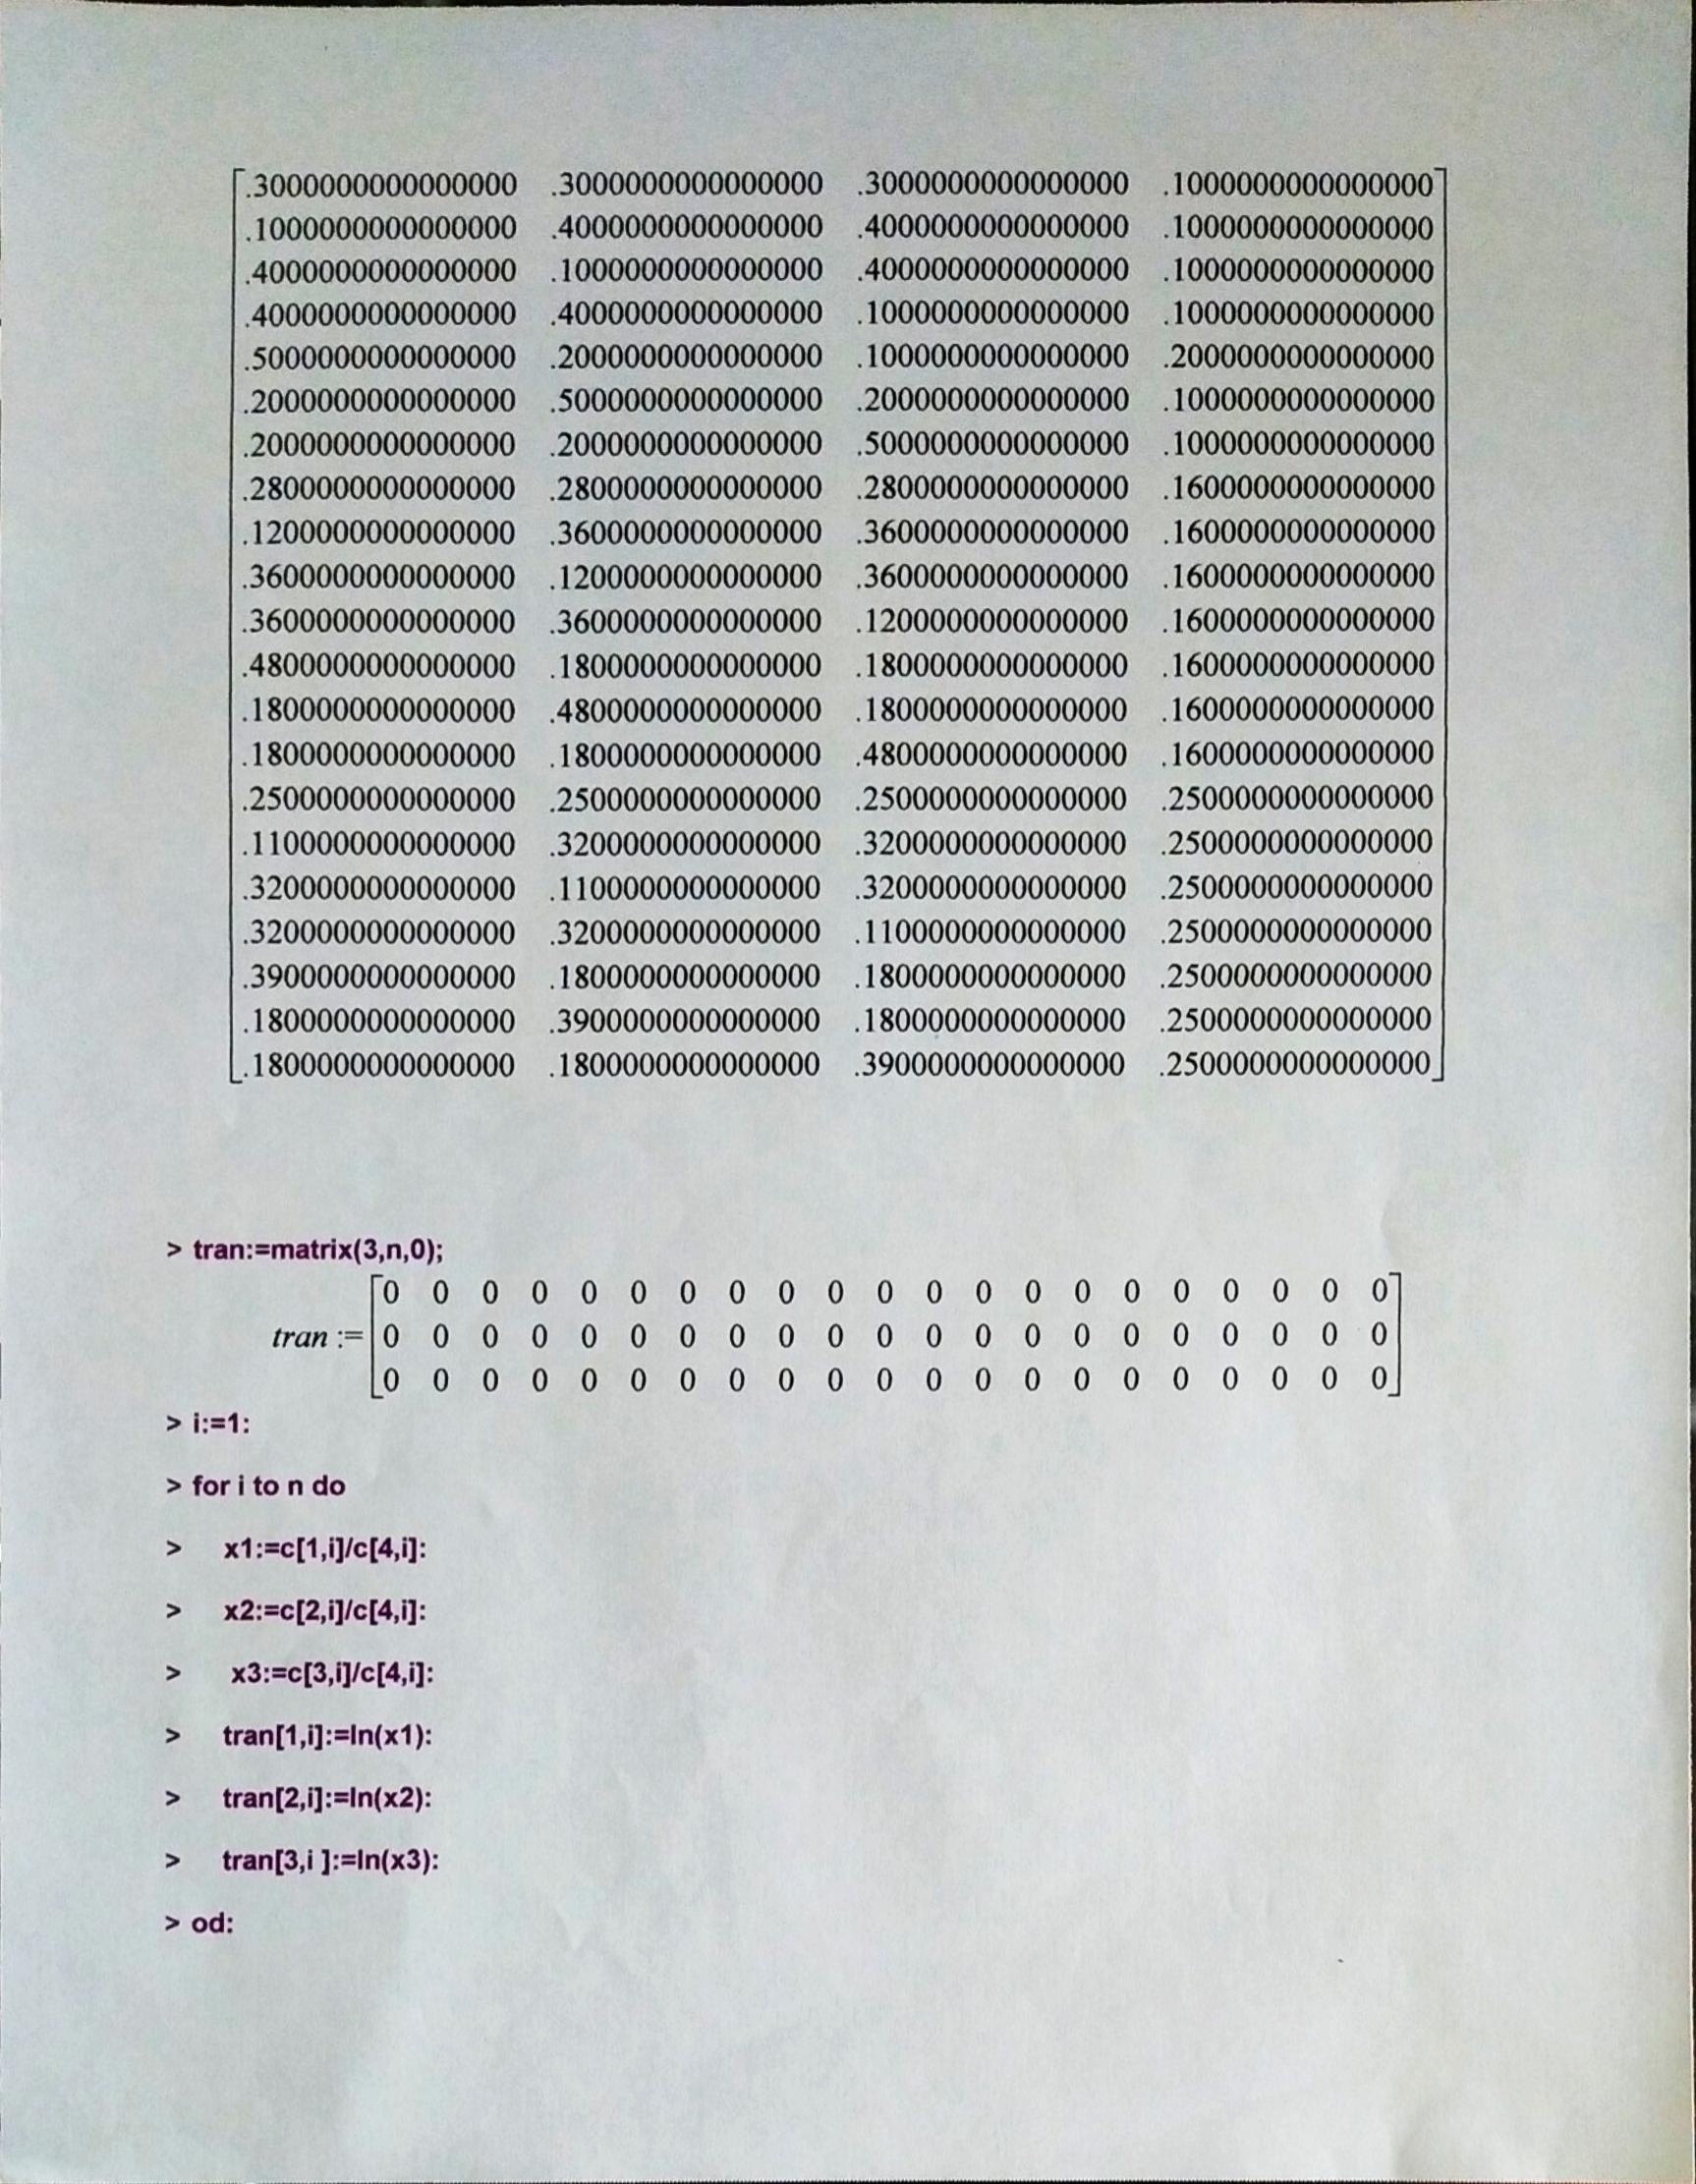 .3000000000000000 .3000000000000000 .3000000000000000 .1000000000000000
.1000000000000000 .4000000000000000 .4000000000000000 .1000000000000000
.4000000000000000 .1000000000000000 .4000000000000000 .1000000000000000
.4000000000000000 .4000000000000000 .1000000000000000 .1000000000000000
.5000000000000000 .2000000000000000 .1000000000000000 .2000000000000000
.2000000000000000 .5000000000000000 .2000000000000000 .1000000000000000
.2000000000000000 .2000000000000000 .5000000000000000 .1000000000000000
.2800000000000000 .2800000000000000 .2800000000000000 .1600000000000000
.1200000000000000 .3600000000000000 .3600000000000000 .1600000000000000
.3600000000000000 .1200000000000000 .3600000000000000 .1600000000000000
.3600000000000000 .3600000000000000 .1200000000000000 .1600000000000000
.4800000000000000 .1800000000000000 .1800000000000000 .1600000000000000
.1800000000000000 .4800000000000000 .1800000000000000 .1600000000000000
.1800000000000000 .1800000000000000 .4800000000000000 .1600000000000000
.2500000000000000 .2500000000000000 .2500000000000000 .2500000000000000
.1100000000000000 .3200000000000000 .3200000000000000 .2500000000000000
.3200000000000000 .1100000000000000 .3200000000000000 .2500000000000000
.3200000000000000 .3200000000000000 .1100000000000000 .2500000000000000
.3900000000000000 .1800000000000000 .1800000000000000 .2500000000000000
.1800000000000000 .3900000000000000 .1800000000000000 .2500000000000000
.1800000000000000 .1800000000000000 .3900000000000000 .2500000000000000
> tran:=matrix(3,n,0);
0 0 0 0 0 0 0 0 0 0 0 0 0 0 0 0 0 0 0 0 0
tran := 0 0 0 0 0 0 0 0 0 0 0 0 0 0 0 0 0 0 0 0 0
0 0 0 0 0 0 0 0 0 0 0 0 0 0 0 0 0 0 0 0 0
> i:=1:
> for i to n do
> x1:=c[1,i]/c[4,i]:
> x2:=c[2,i]/c[4,i]:
> x3:=c[3,i]/c[4,i]:
> tran[1,i]:=ln(x1):
> tran[2,i]:=ln(x2):
> tran[3,i ]:=ln(x3):
> od: